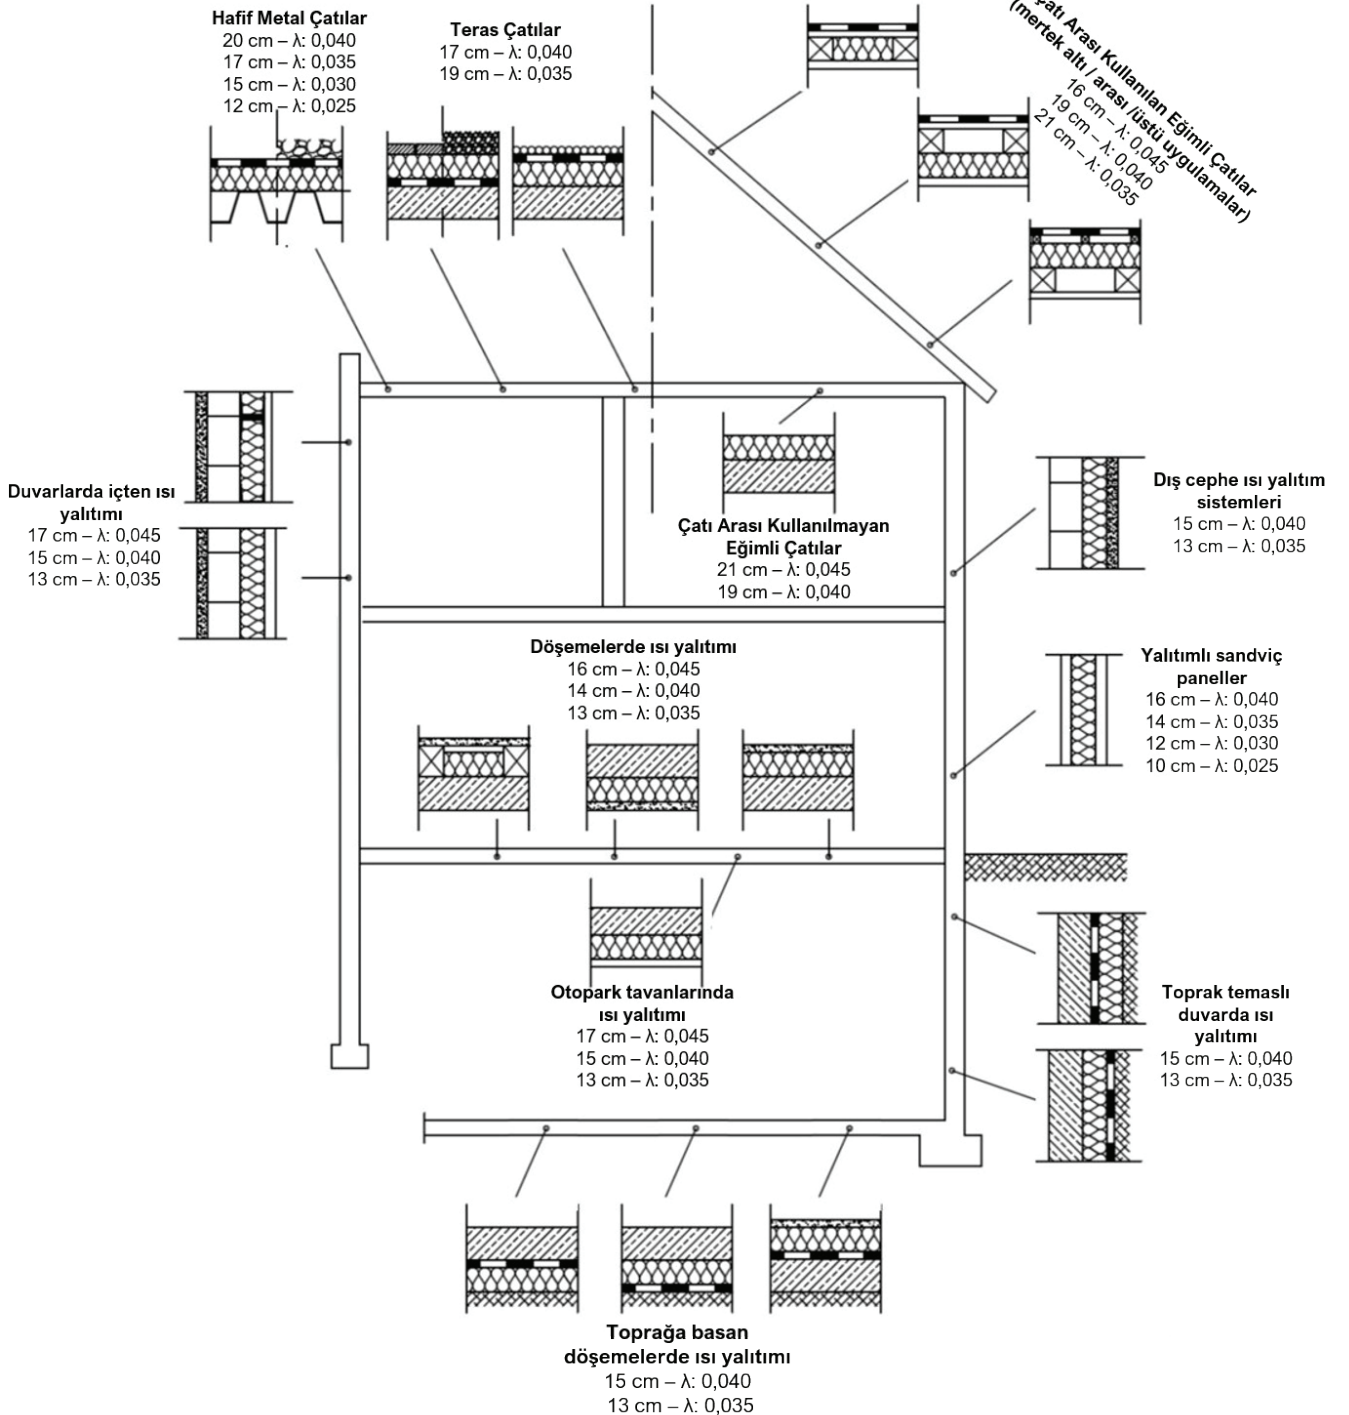 Hafif Metal Çatılar
20 cm – λ: 0,040
17 cm – λ: 0,035
15 cm – λ: 0,030
12 cm – λ: 0,025
Teras Çatılar
17 cm – λ: 0,040
19 cm – λ: 0,035
Çatı Arası Kullanılan Eğimli Çatılar
(mertek altı / arası /üstü uygulamalar)
16 cm – λ: 0,045
19 cm – λ: 0,040
21 cm – λ: 0,035
Duvarlarda içten ısı
yalıtımı
17 cm – λ: 0,045
15 cm – λ: 0,040
13 cm – λ: 0,035
Çatı Arası Kullanılmayan
Eğimli Çatılar
21 cm – λ: 0,045
19 cm – λ: 0,040
Dış cephe ısı yalıtım
sistemleri
15 cm – λ: 0,040
13 cm – λ: 0,035
Döşemelerde ısı yalıtımı
16 cm – λ: 0,045
14 cm – λ: 0,040
13 cm – λ: 0,035
Yalıtımlı sandviç
paneller
16 cm – λ: 0,040
14 cm – λ: 0,035
12 cm – λ: 0,030
10 cm – λ: 0,025
Otopark tavanlarında
ısı yalıtımı
17 cm – λ: 0,045
15 cm – λ: 0,040
13 cm – λ: 0,035
Toprak temaslı
duvarda ısı
yalıtımı
15 cm – λ: 0,040
13 cm – λ: 0,035
Toprağa basan
döşemelerde ısı yalıtımı
15 cm – λ: 0,040
13 cm – λ: 0,035